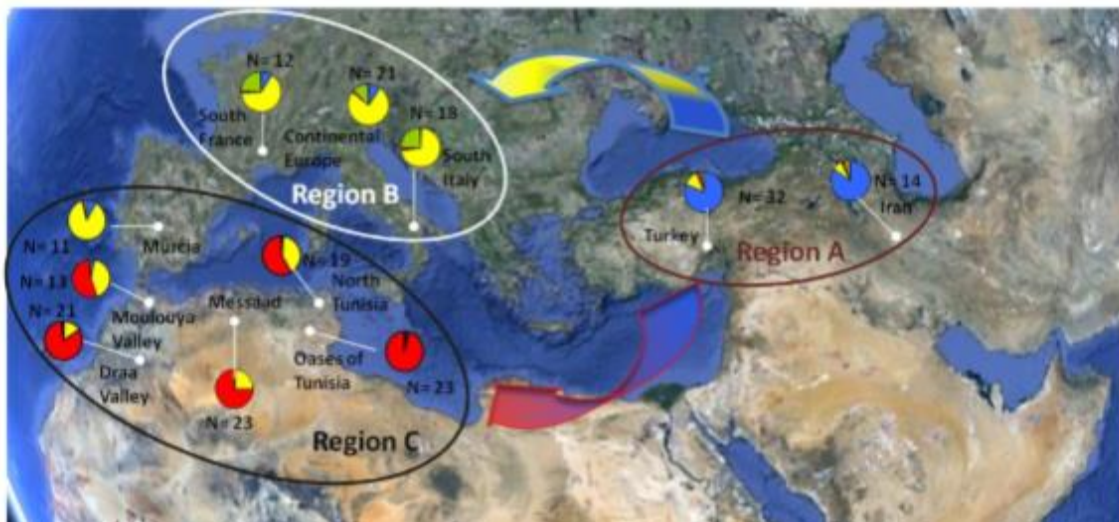 N= 12
N= 21
N= 18
South
France
Continental
Europe
South
Italy
Region B
N= 32
N= 14
Iran
Turkey
Region A
N= 11
Murcia
N= 19
North
Tunisia
N= 13
Messaad
N= 21
Moulouya
Valley
Draa
Valley
Oases of
Tunisia
N= 23
N= 23
Region C